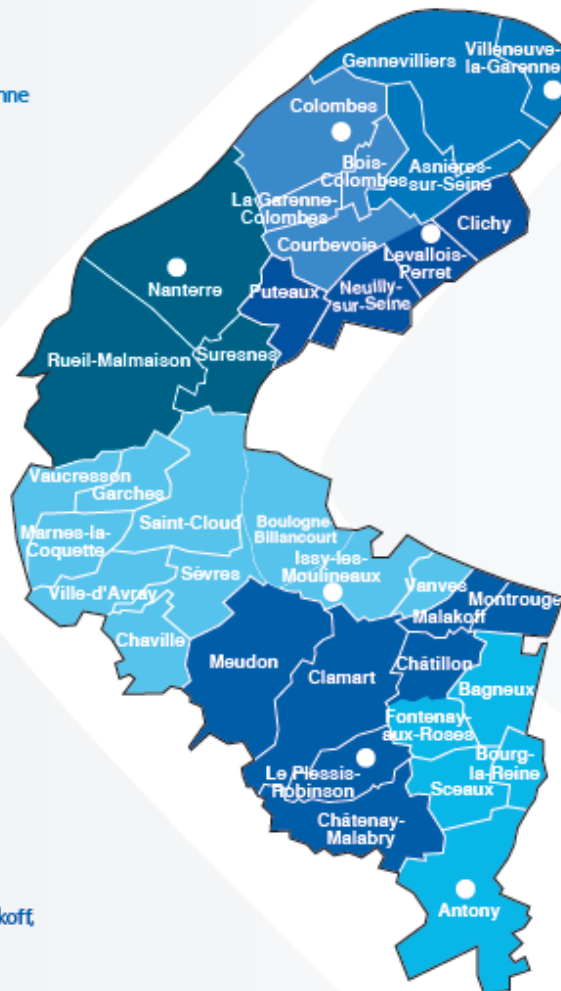 Villeneuve-
la-Garenne
Gennevilliers
nne
Colombes
Bois-
Colombes
Asnières-
sur-Seine
La Garenne-
Colombes
Clichy
Courbevoie
Levallois-
Perret
Nanterre
Puteaux
Neuilly-
sur-Seine
Rueil-Malmaison
Suresnes
Vaucresson
Garches
Saint-Cloud
Boulogne
Billancourt
Marnes-la-
Coquette
Issy-les-
Moulineaux
Sèvres
Vanves
Ville-d'Avray
Montrouge
Malakoff
Chaville
Meudon
Clamart
Châtillon
Bagneux
Fontenay-
aux-Roses
Bourg-
la-Reine
Le Plessis-
Robinson
Sceaux
Châtenay-
Malabry
Antony
koff,